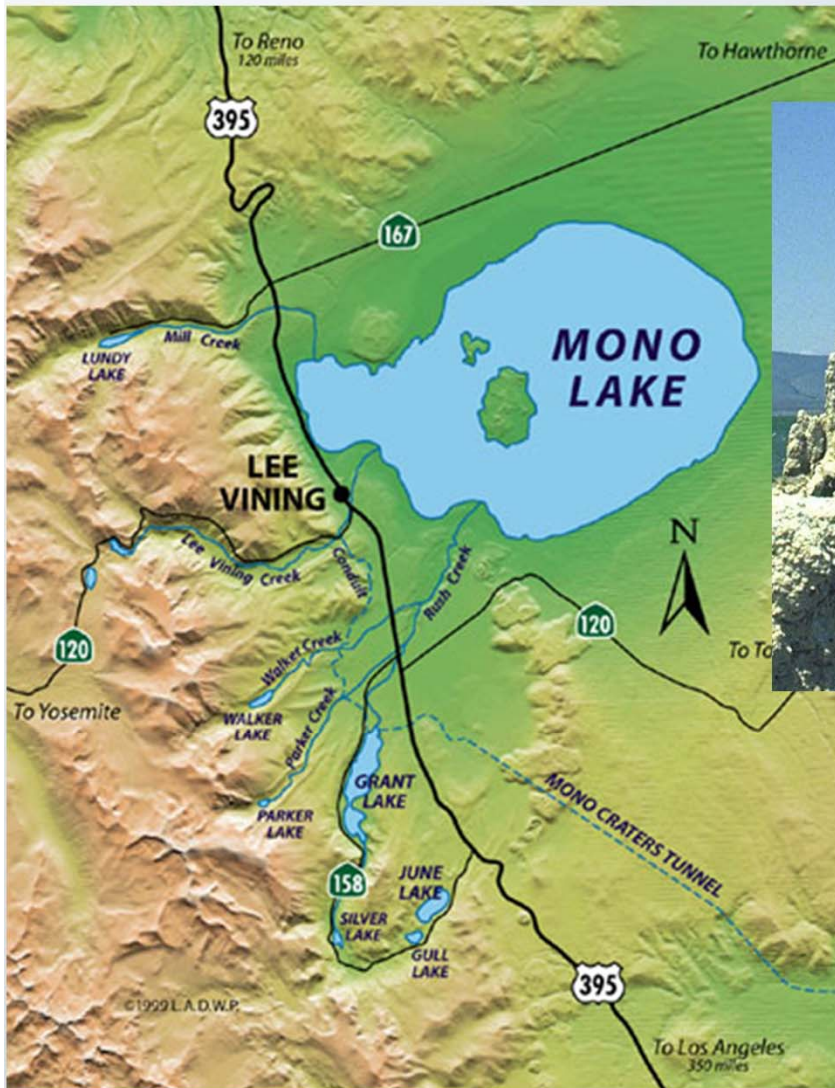 To Reno
120 miles
To Hawthorne
395
167
MONO
LAKE
Mill Creek
LUNDY
LAKE
LEE
VINING
Lee Vining Creek
Conduit
N
Rush Creek
120
120
Walker Creek
To
To Yosemite
WALKER
LAKE
Parker Creek
GRANT
LAKE
PARKER
LAKE
MONO CRATERS TUNNEL
JUNE
LAKE
158
SILVER
LAKE
GULL
LAKE
395
©1999 L.A.D.W.P.
To Los Angeles
350 miles